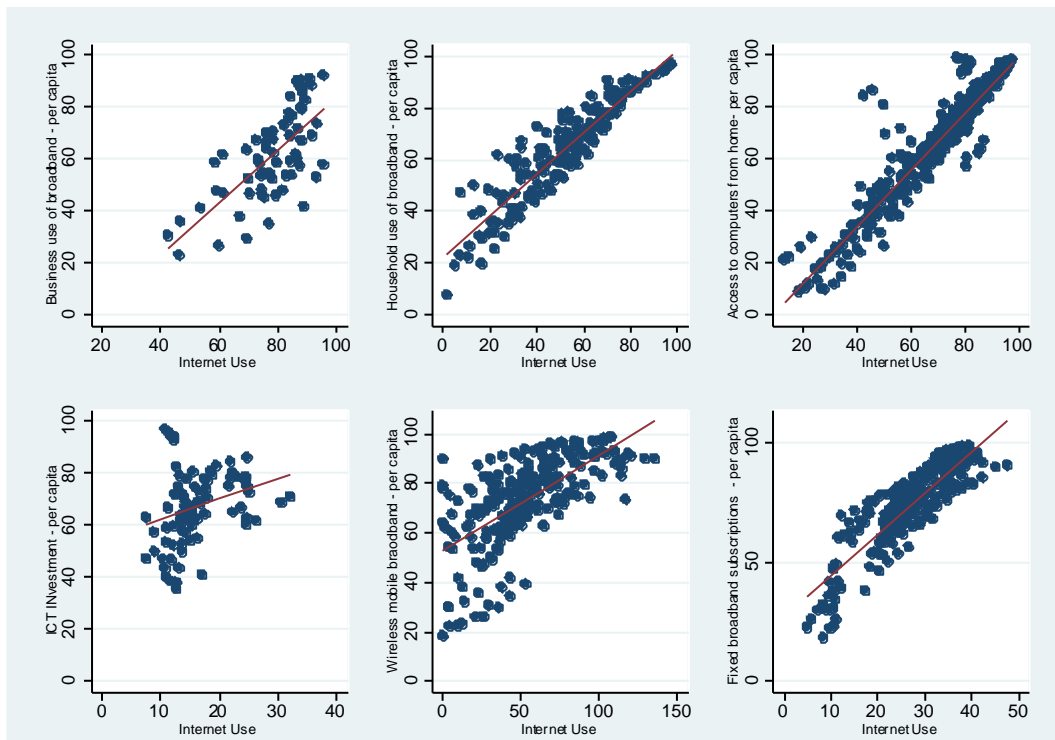 Business use of broadband - per capita
100
80
60
40
20
0
20 40 60 80 100
Internet Use
Household use of broadband - per capita
100
80
60
40
20
0
0 20 40 60 80 100
Internet Use
Access to computers from home- per capita
100
80
60
40
20
0
20 40 60 80 100
Internet Use
ICT INvestment - per capita
100
80
60
40
20
0
0 10 20 30 40
Internet Use
Wireless mobile braodband - per capita
100
80
60
40
20
0
0 50 100 150
Internet Use
Fixed broadband subscriptions - per capita
100
50
0
0 10 20 30 40 50
Internet Use